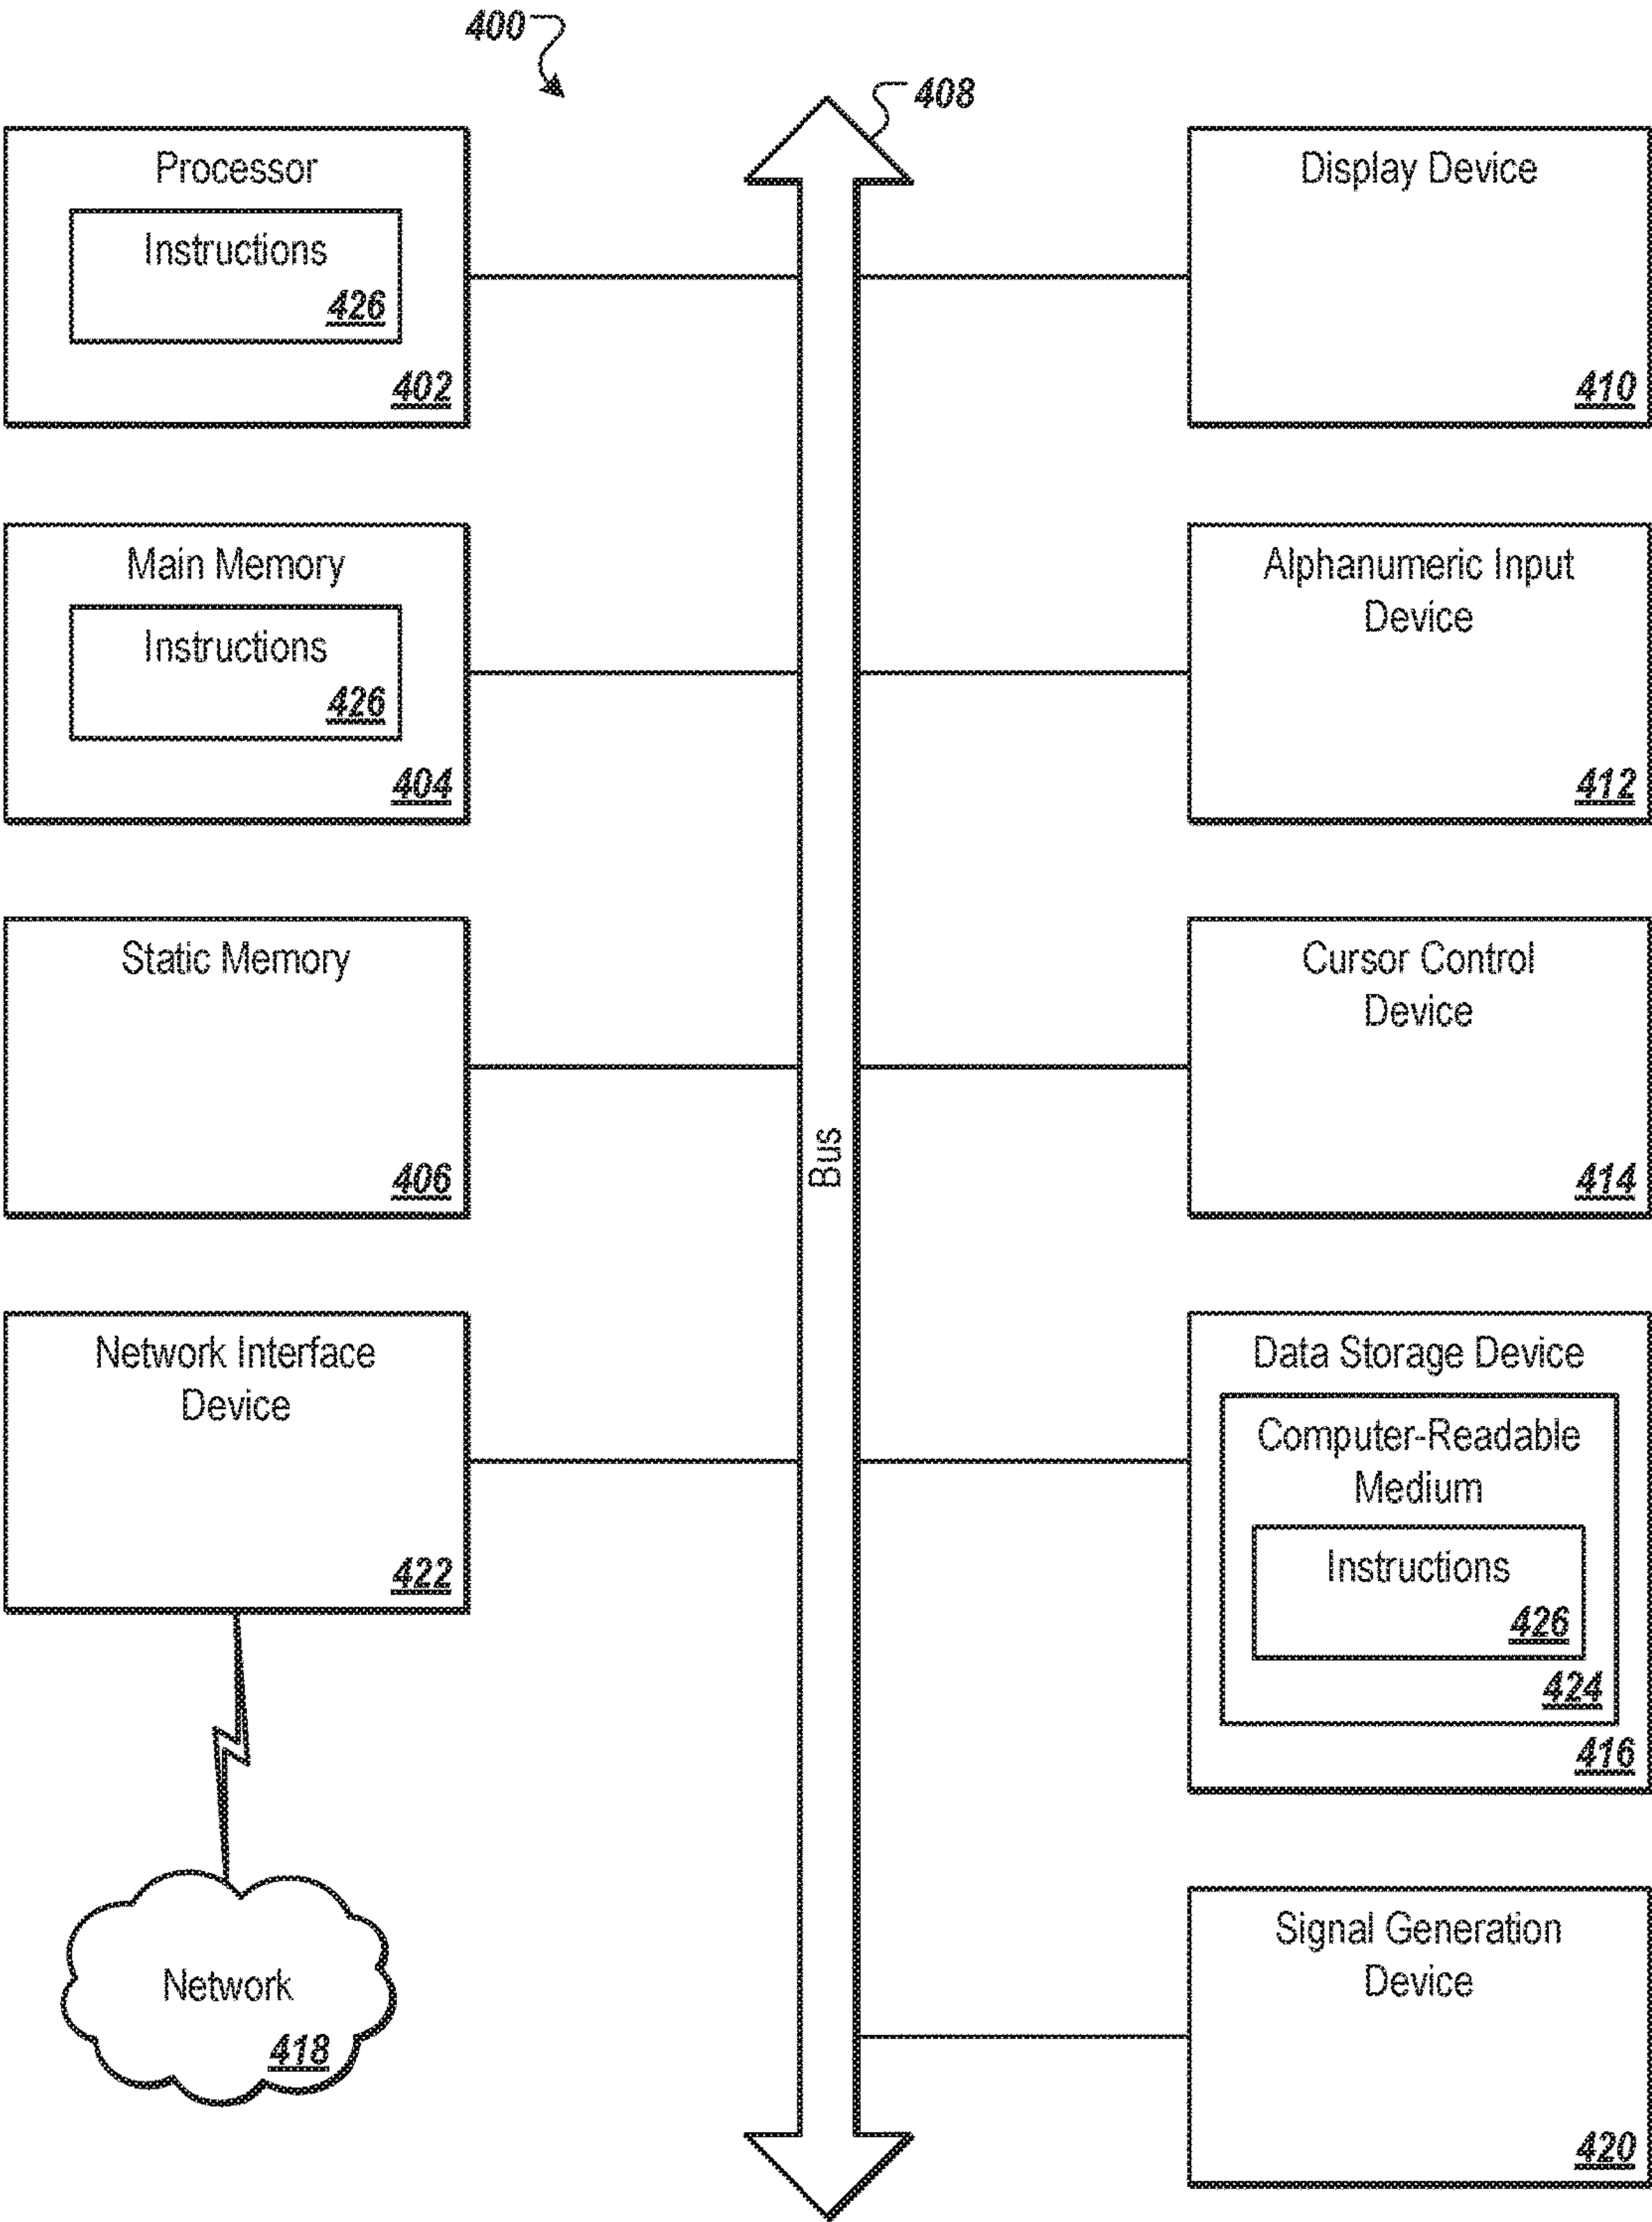 400
408
Processor
Instructions
426
402
Display Device
410
Main Memory
Instructions
426
404
Alphanumeric Input
Device
412
Static Memory
406
Cursor Control
Device
414
Bus
Network Interface
Device
422
Data Storage Device
Computer-Readable
Medium
Instructions
426
424
416
Network
418
Signal Generation
Device
420